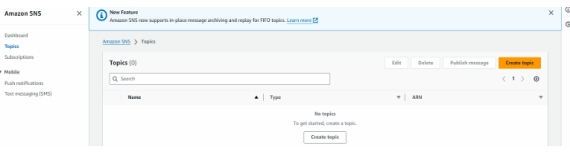 Amazon SNS
Dashboard
Topics
Subscriptions
Mobile
Push notifications
Text messaging (SMS)
New Feature
Amazon SNS now supports in-place message archiving and replay for FIFO topics. Learn more
Amazon SNS > Topics
Topics (0)
Edit Delete Publish message Create topic
Search
1
Name Type ARN
No topics
To get started, create a topic.
Create topic